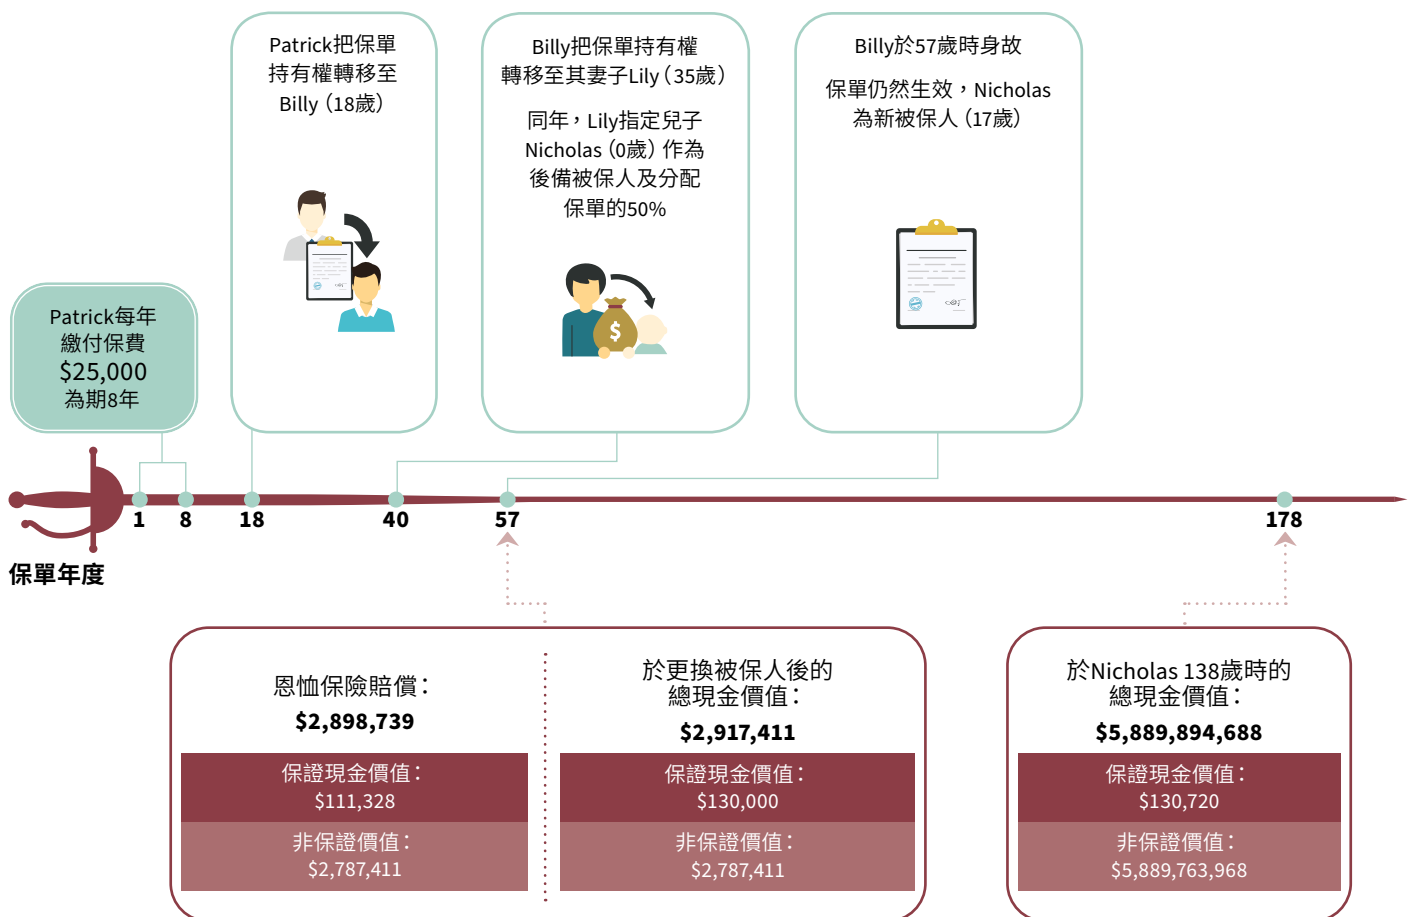 Patrick每年
繳付保費
$25,000
為期8年
Patrick把保單
持有權轉移至
Billy（18歲）
Billy把保單持有權
轉移至其妻子Lily（35歲）
同年，Lily指定兒子
Nicholas（0歲）作為
後備被保人及分配
保單的50%
$
Billy於57歲時身故
保單仍然生效，Nicholas
為新被保人（17歲）
1 8 18 40 57 178
保單年度
恩恤保險賠償：
$2,898,739
保證現金價值：
$111,328
非保證價值：
$2,787,411
於更換被保人後的
總現金價值：
$2,917,411
保證現金價值：
$130,000
非保證價值：
$2,787,411
於Nicholas 138歲時的
總現金價值：
$5,889,894,688
保證現金價值：
$130,720
非保證價值：
$5,889,763,968